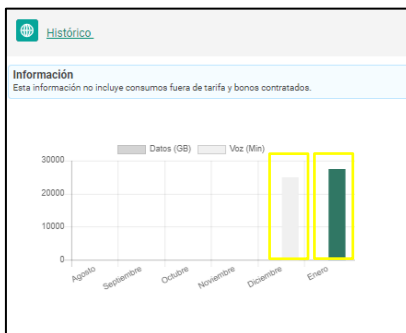 Histórico
Información
Esta información no incluye consumos fuera de tarifa y bonos contratados.
Datos (GB) Voz (Min)
30000
20000
10000
0
Agosto Septiembre Octubre Noviembre Diciembre Enero